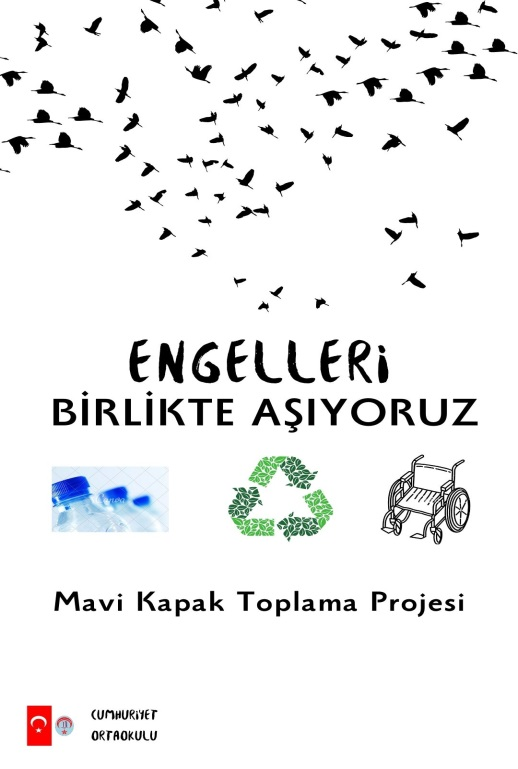 ENGELLERİ
BİRLİKTE AŞIYORUZ
Mavi Kapak Toplama Projesi
CUMHURİYET
ORTAOKULU